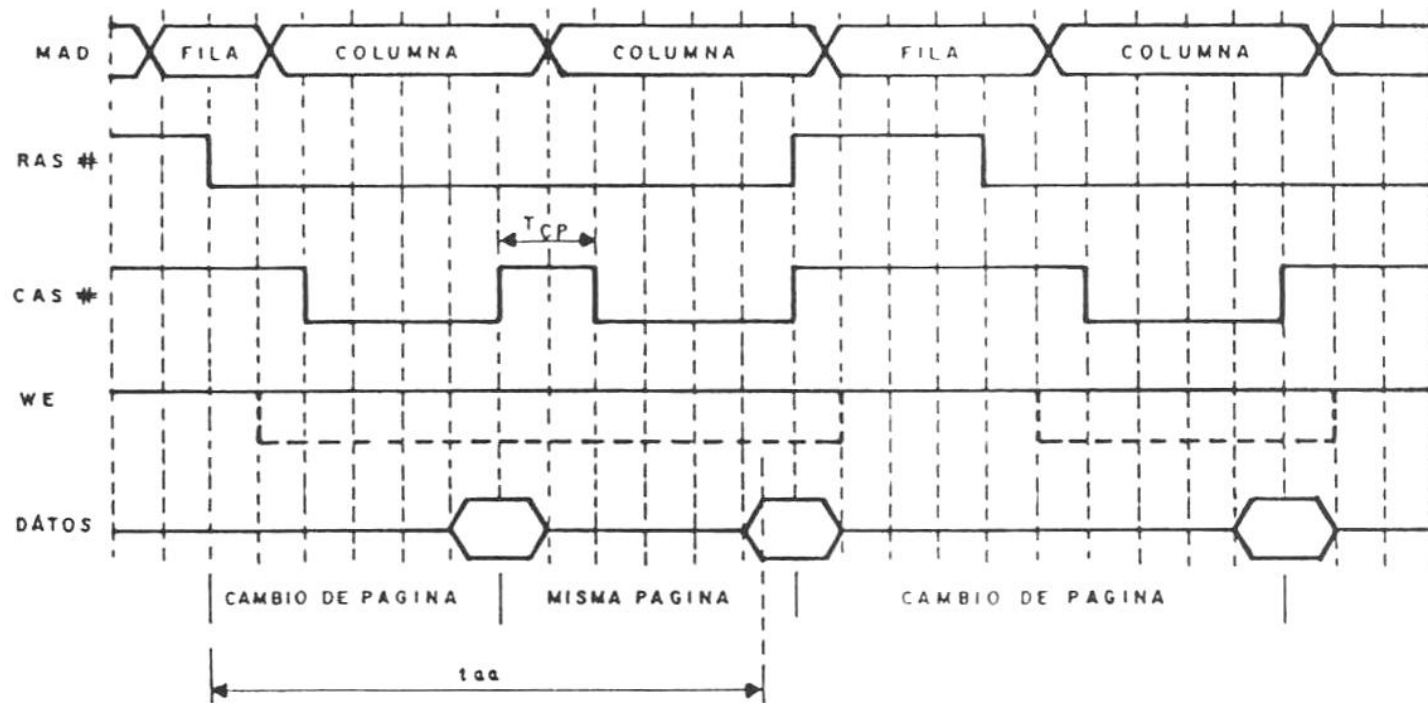 MAD FILA COLUMNA COLUMNA FILA COLUMNA
RAS #
TCP
CAS #
WE
DATOS
CAMBIO DE PAGINA MISMA PAGINA CAMBIO DE PAGINA
taa